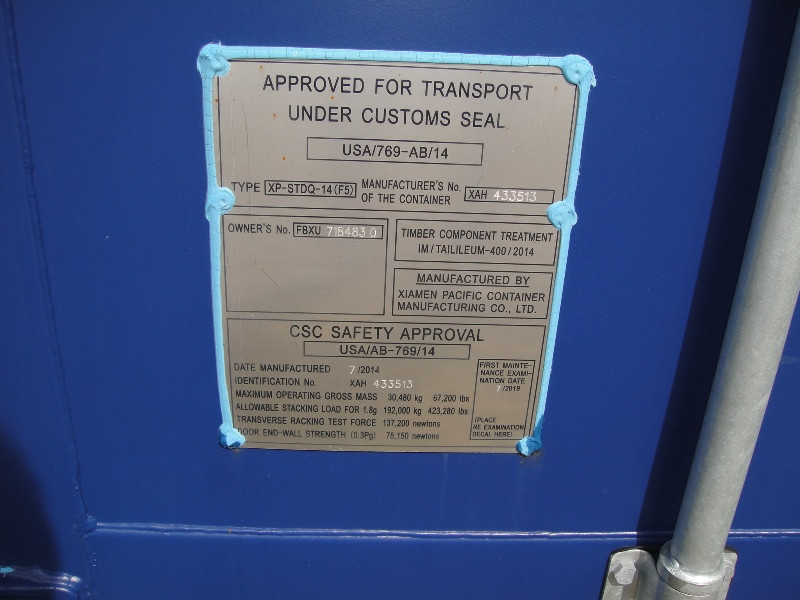 APPROVED FOR TRANSPORT
UNDER CUSTOMS SEAL
USA/769-AB/14
TYPE XP-STDQ-14(F5) MANUFACTURER'S No. OF THE CONTAINER XAH 433513
OWNER'S No. FBXU 718483 0
TIMBER COMPONENT TREATMENT
IM/TAILILEUM-400/2014
MANUFACTURED BY
XIAMEN PACIFIC CONTAINER
MANUFACTURING CO., LTD.
CSC SAFETY APPROVAL
USA/AB-769/14
DATE MANUFACTURED 7/2014
IDENTIFICATION No. XAH 433513
MAXIMUM OPERATING GROSS MASS 30,480 kg 67,200 lbs
ALLOWABLE STACKING LOAD FOR 1.8g 192,000 kg 423,280 lbs
TRANSVERSE RACKING TEST FORCE 137,200 newtons
DOOR END-WALL STRENGTH (0.3Pg) 78,150 newtons
FIRST MAINTE-
NANCE EXAMI-
NATION DATE
7/2019
(PLACE
RE EXAMINATION
DECAL HERE)